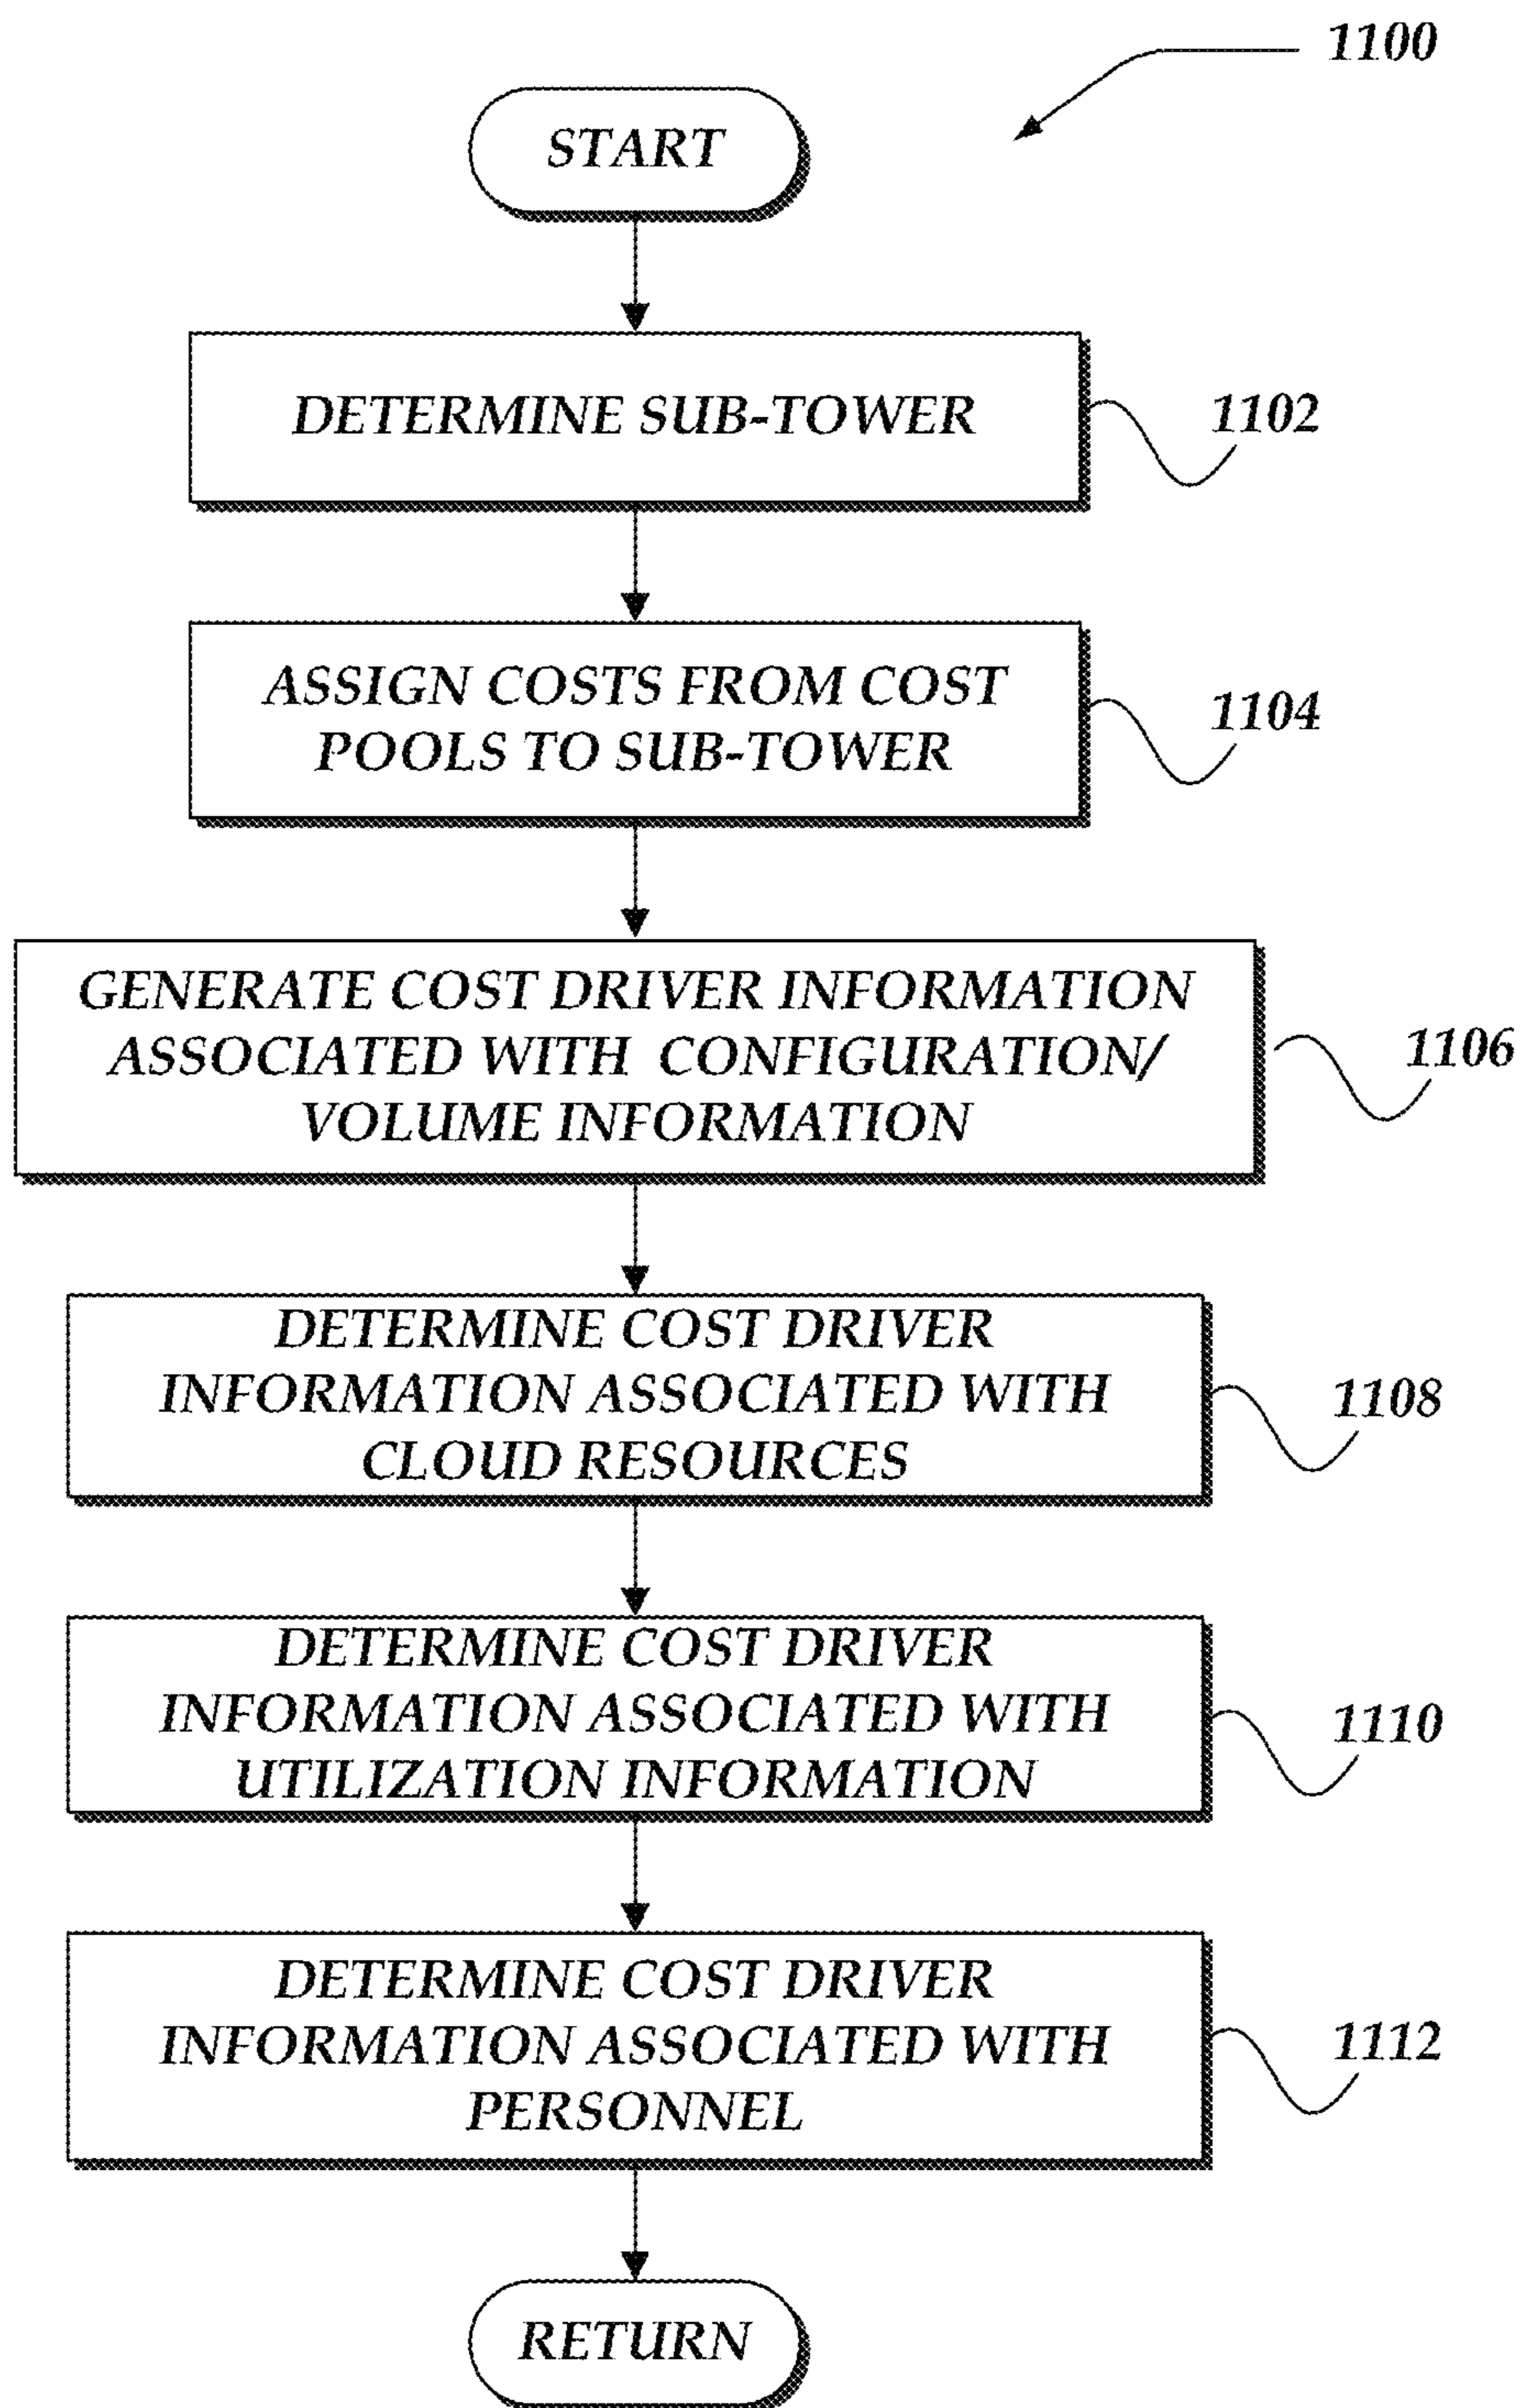 1100
START
DETERMINE SUB-TOWER
1102
ASSIGN COSTS FROM COST
POOLS TO SUB-TOWER
1104
GENERATE COST DRIVER INFORMATION
ASSOCIATED WITH CONFIGURATION/
VOLUME INFORMATION
1106
DETERMINE COST DRIVER
INFORMATION ASSOCIATED WITH
CLOUD RESOURCES
1108
DETERMINE COST DRIVER
INFORMATION ASSOCIATED WITH
UTILIZATION INFORMATION
1110
DETERMINE COST DRIVER
INFORMATION ASSOCIATED WITH
PERSONNEL
1112
RETURN